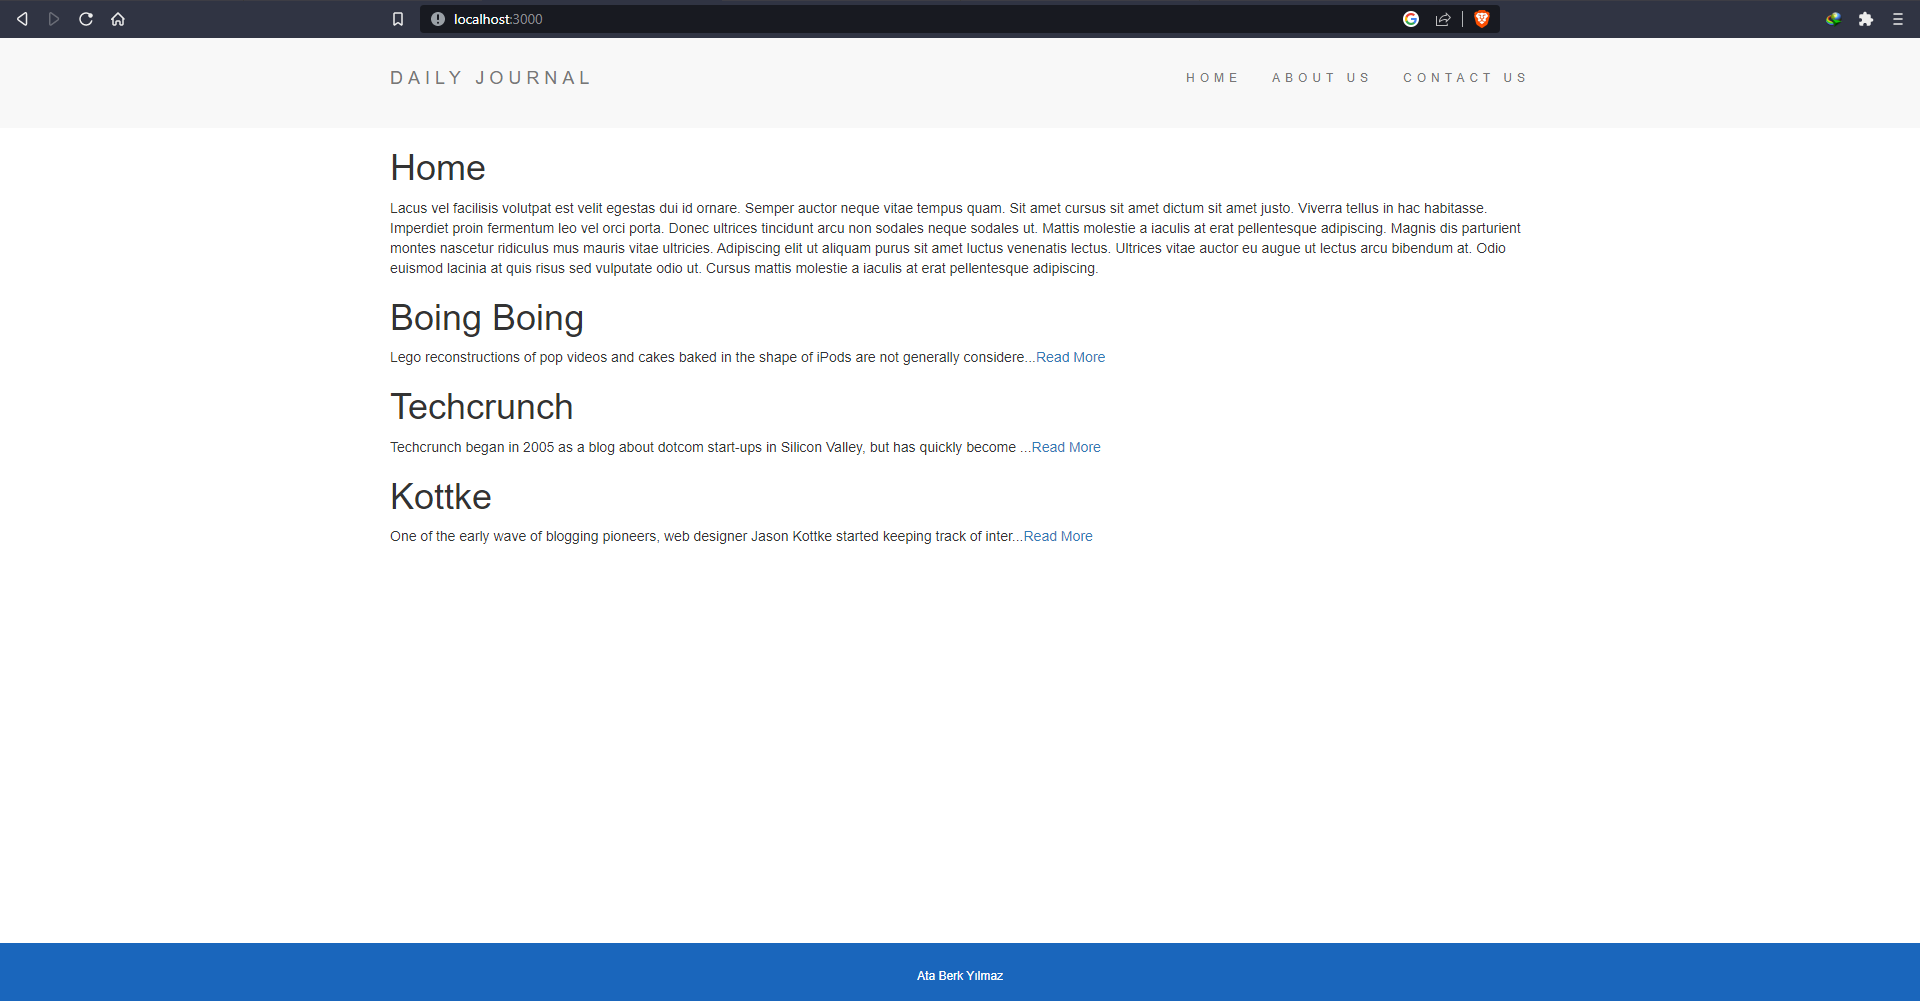 localhost:3000
DAILY JOURNAL
HOME
ABOUT US
CONTACT US
Home
Lacus vel facilisis volutpat est velit egestas dui id ornare. Semper auctor neque vitae tempus quam. Sit amet cursus sit amet dictum sit amet justo. Viverra tellus in hac habitasse.
Imperdiet proin fermentum leo vel orci porta. Donec ultrices tincidunt arcu non sodales neque sodales ut. Mattis molestie a iaculis at erat pellentesque adipiscing. Magnis dis parturient
montes nascetur ridiculus mus mauris vitae ultricies. Adipiscing elit ut aliquam purus sit amet luctus venenatis lectus. Ultrices vitae auctor eu augue ut lectus arcu bibendum at. Odio
euismod lacinia at quis risus sed vulputate odio ut. Cursus mattis molestie a iaculis at erat pellentesque adipiscing.
Boing Boing
Lego reconstructions of pop videos and cakes baked in the shape of iPods are not generally considere...Read More
Techcrunch
Techcrunch began in 2005 as a blog about dotcom start-ups in Silicon Valley, but has quickly become ...Read More
Kottke
One of the early wave of blogging pioneers, web designer Jason Kottke started keeping track of inter...Read More
Ata Berk Yılmaz